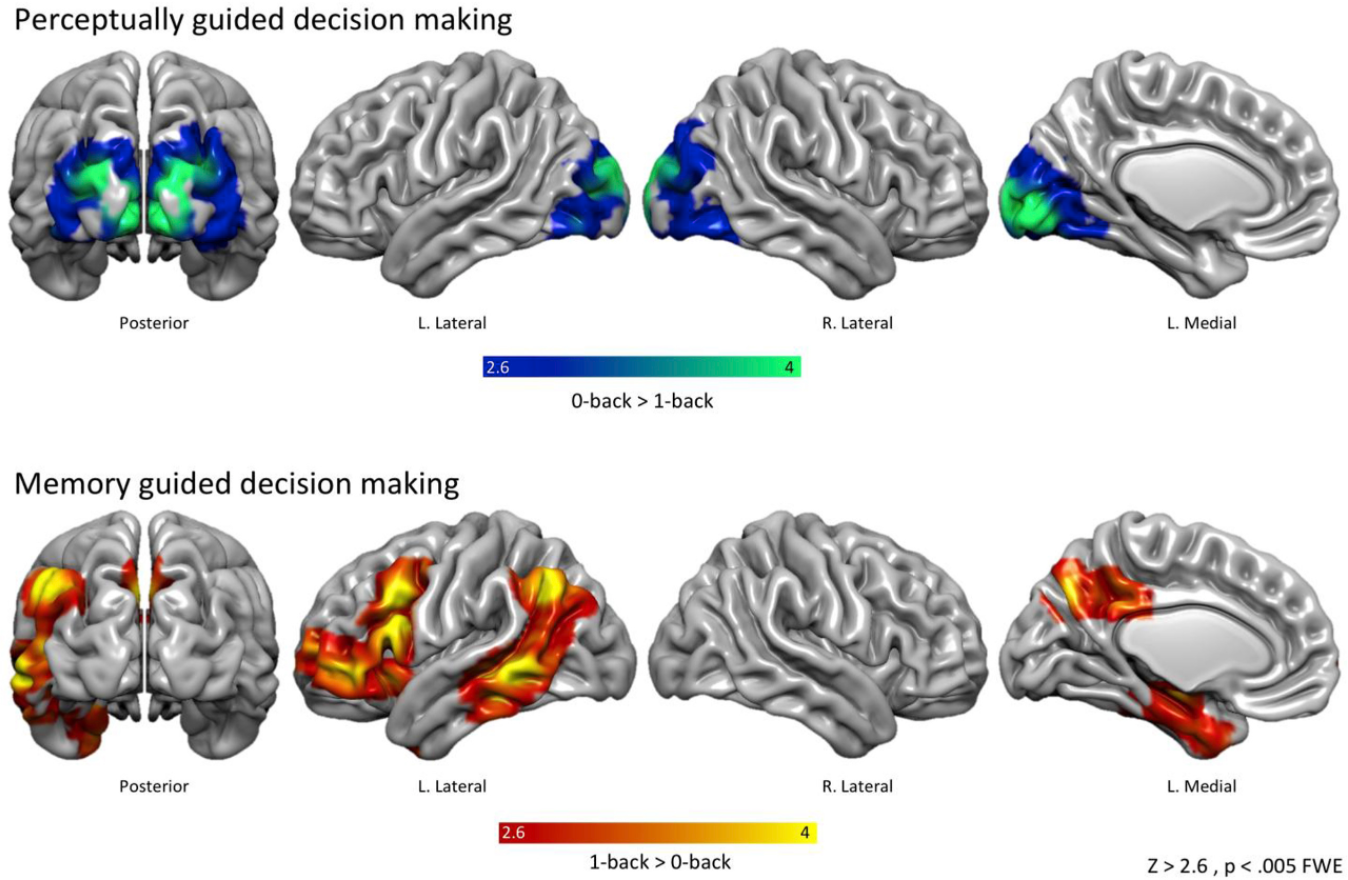 Perceptually guided decision making
Posterior
L. Lateral
R. Lateral
L. Medial
2.6 4
0-back > 1-back
Memory guided decision making
Posterior
L. Lateral
R. Lateral
L. Medial
2.6 4
1-back > 0-back
Z > 2.6 , p < .005 FWE